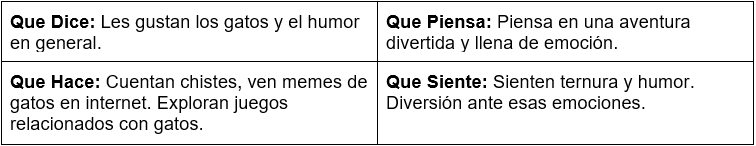 Que Dice: Les gustan los gatos y el humor
en general.
Que Piensa: Piensa en una aventura
divertida y llena de emoción.
Que Hace: Cuentan chistes, ven memes de
gatos en internet. Exploran juegos
relacionados con gatos.
Que Siente: Sienten ternura y humor.
Diversión ante esas emociones.